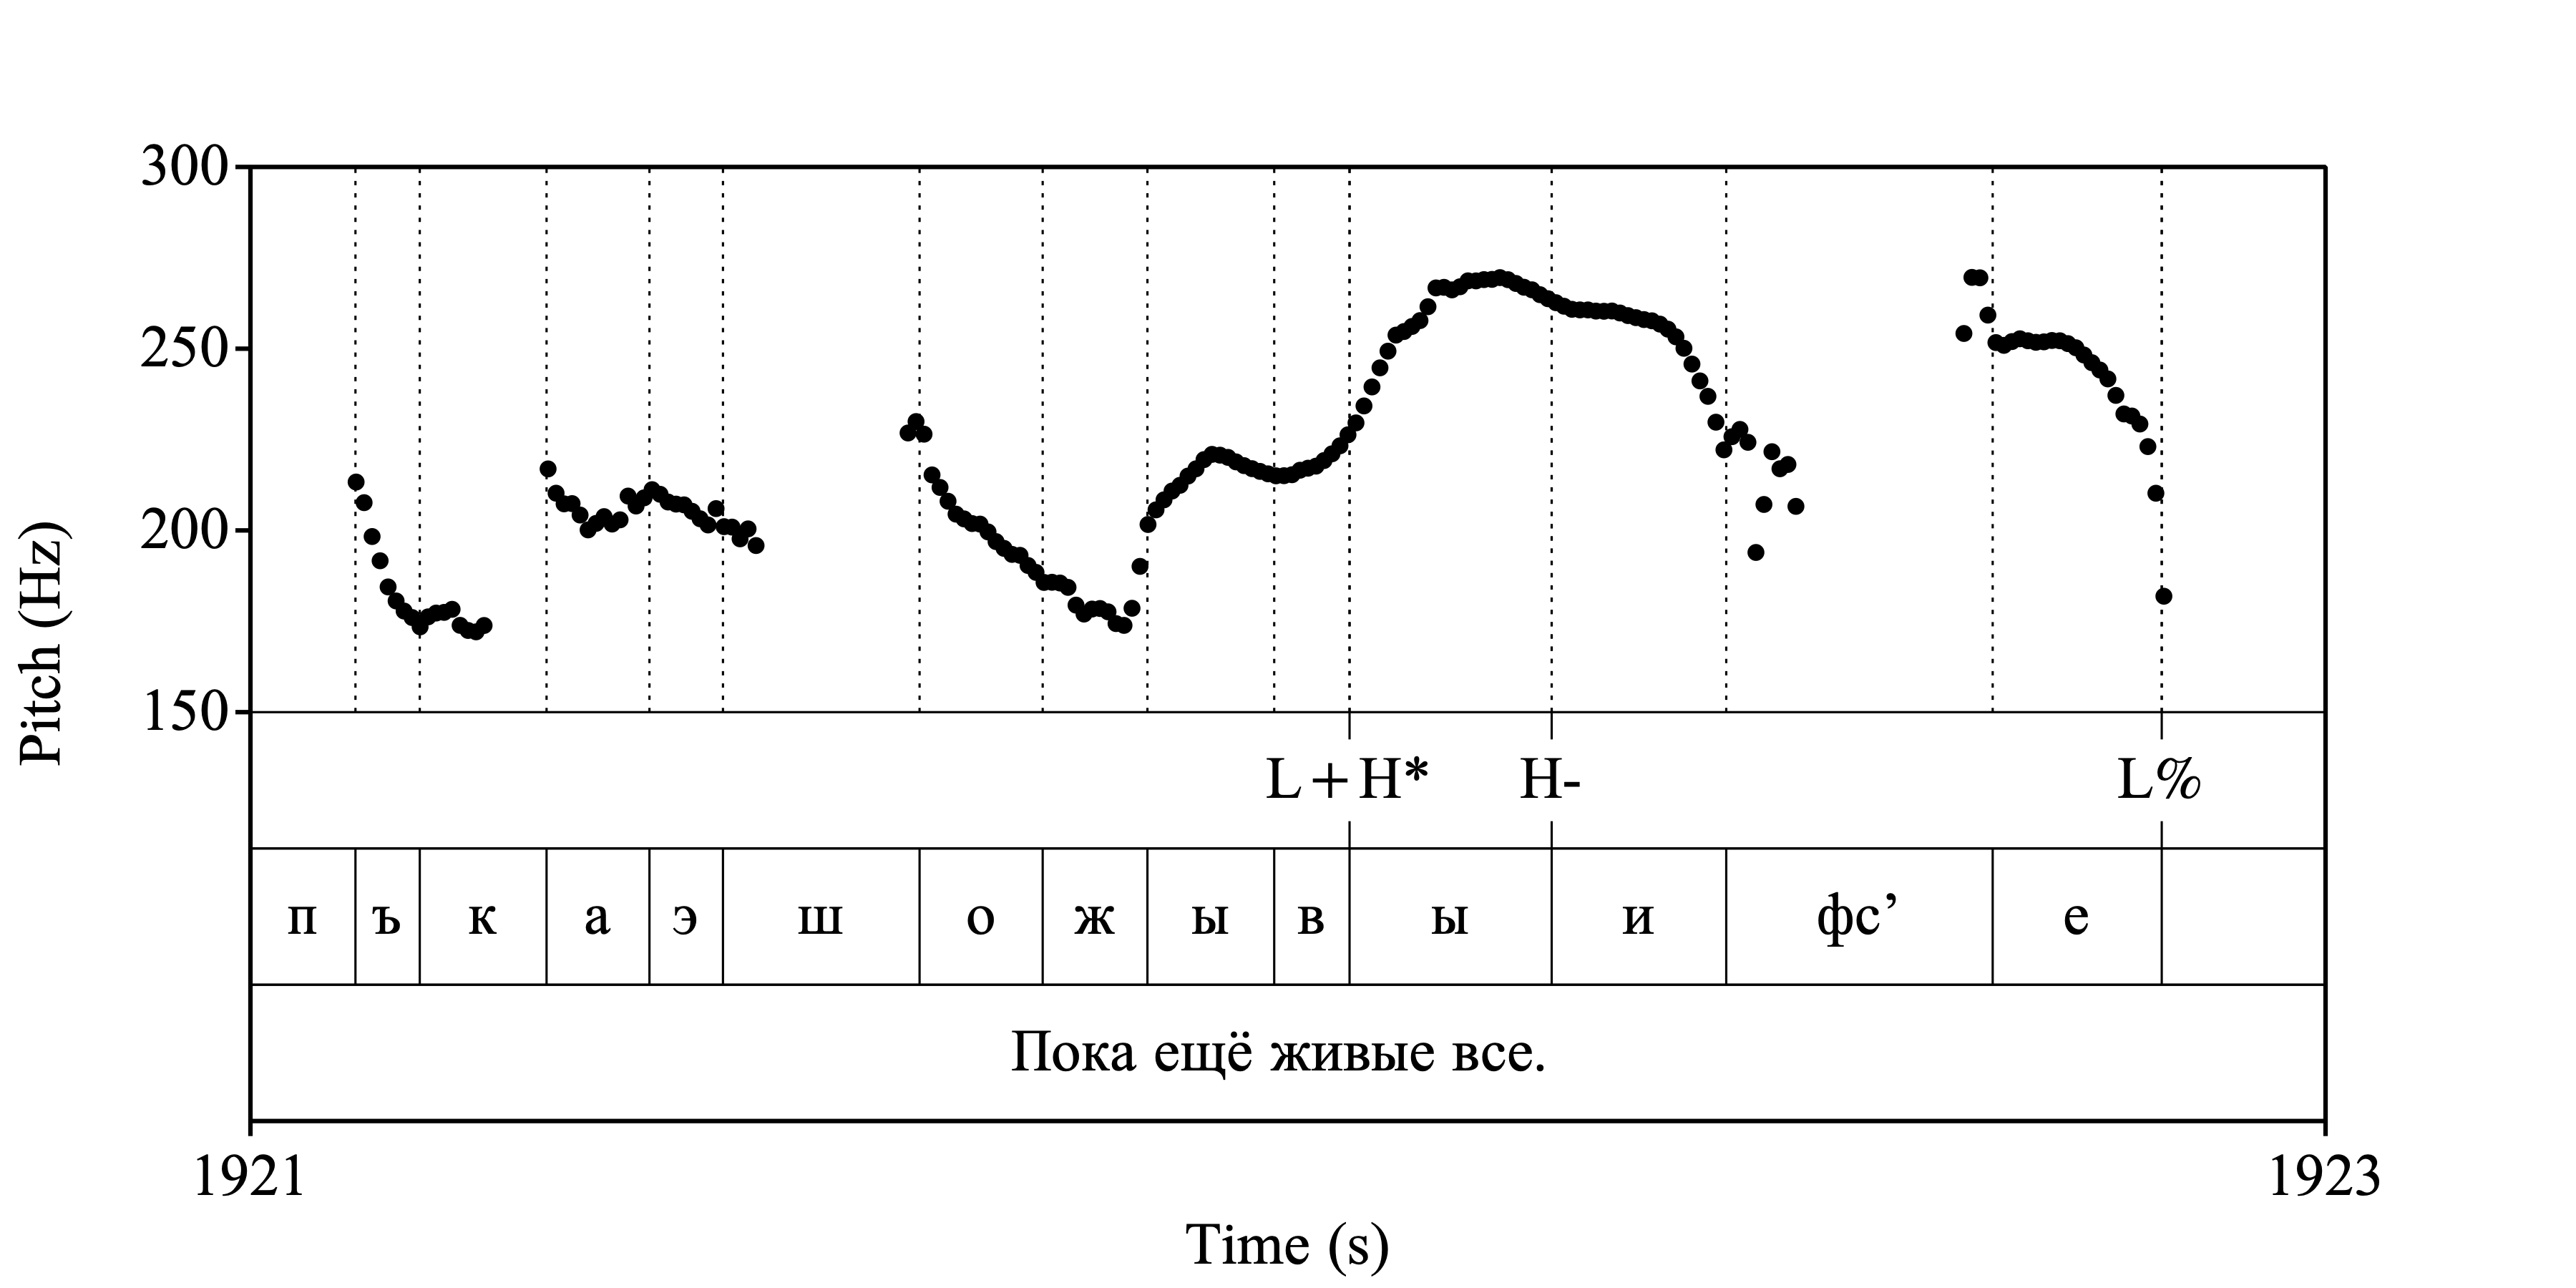 300
250
200
150
Pitch (Hz)
L+H* H- L%
п ъ к а э ш о ж ы в ы и фс’ е
Пока ещё живые все.
1921 1923
Time (s)